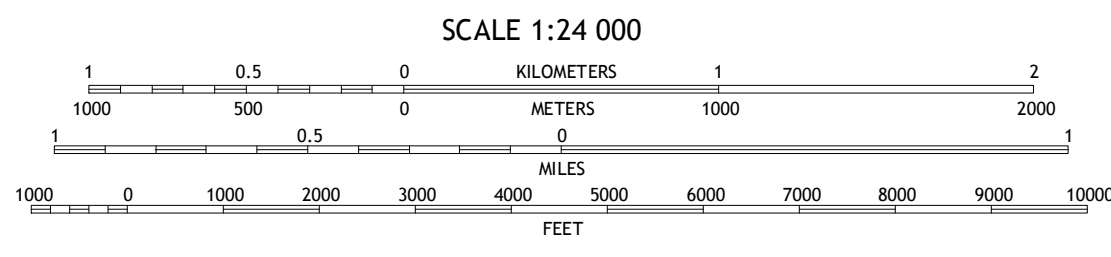 SCALE 1:24 000
1 0.5 0 KILOMETERS 1 2
1000 500 0 METERS 1000 2000
1 0.5 0 1
MILES
1000 0 1000 2000 3000 4000 5000 6000 7000 8000 9000 10000
FEET